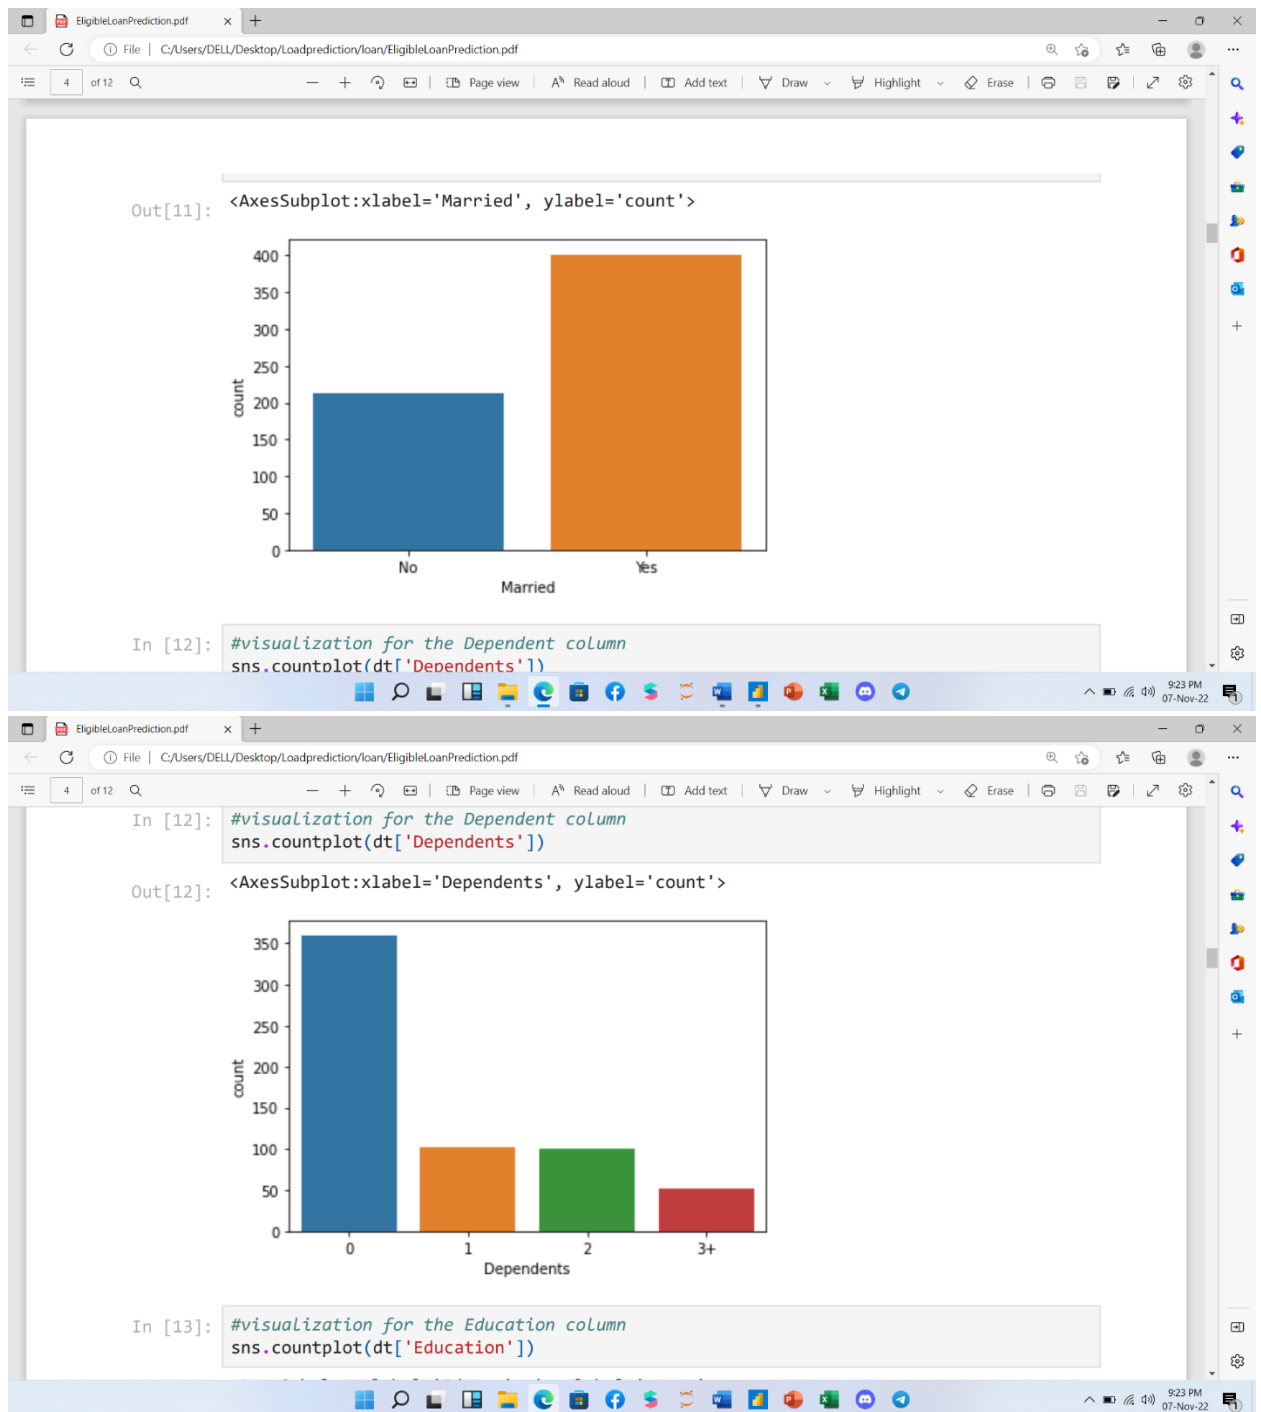 EligibleLoanPrediction.pdf
File | C:/Users/DELL/Desktop/Loadprediction/loan/EligibleLoanPrediction.pdf
4 of 12 Page view Read aloud Add text Draw Highlight Erase
Out[11]: <AxesSubplot:xlabel='Married', ylabel='count'>
400
350
300
250
200
150
100
50
0
count
No Yes
Married
In [12]: #visualization for the Dependent column
sns.countplot(dt['Dependents'])
9:23 PM
07-Nov-22
EligibleLoanPrediction.pdf
File | C:/Users/DELL/Desktop/Loadprediction/loan/EligibleLoanPrediction.pdf
4 of 12 Page view Read aloud Add text Draw Highlight Erase
In [12]: #visualization for the Dependent column
sns.countplot(dt['Dependents'])
Out[12]: <AxesSubplot:xlabel='Dependents', ylabel='count'>
350
300
250
200
150
100
50
0
count
0 1 2 3+
Dependents
In [13]: #visualization for the Education column
sns.countplot(dt['Education'])
9:23 PM
07-Nov-22